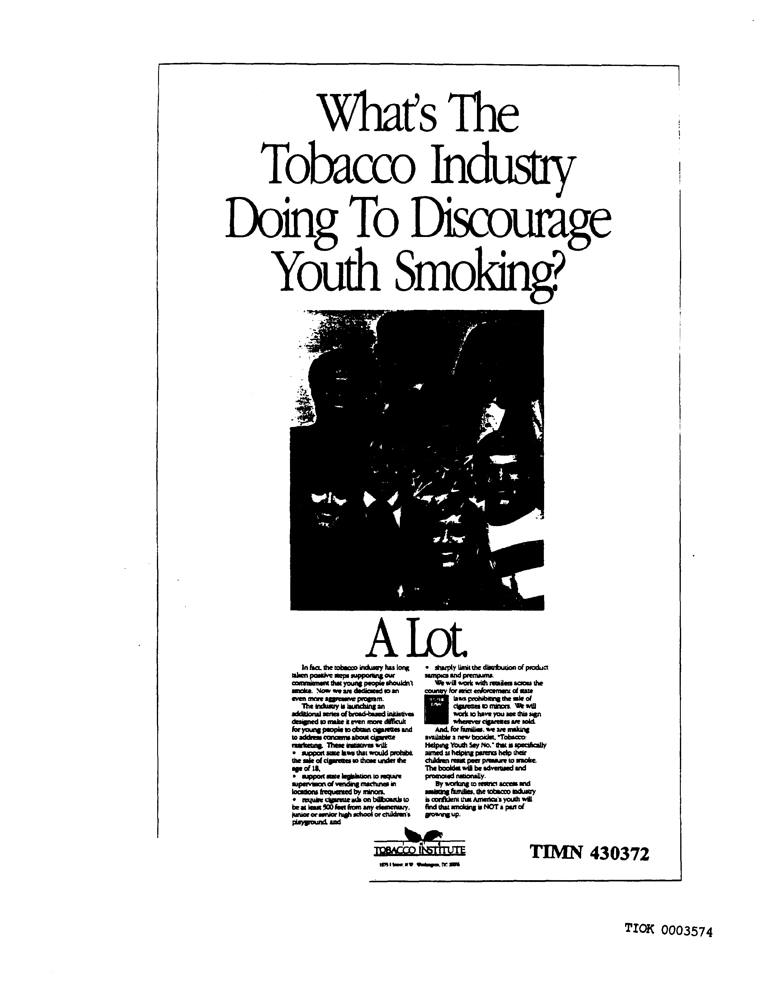 What's The
Tobacco Industry
Doing To Discourage
Youth Smoking?
A Lot.
In fact, the tobacco industry has long
taken positive steps supporting our
commitment that young people shouldn't
smoke. Now we are dedicated to an
even more aggressive program.
The industry is launching an
additional series of broad-based initiatives
designed to make it even more difficult
for young people to obtain cigarettes and
to address concerns about cigarette
marketing. These initiatives will:
• support state laws that would prohibit
the sale of cigarettes to those under the
age of 18,
• support state legislation to require
supervision of vending machines in
locations frequented by minors,
• require cigarette ads on billboards to
be at least 500 feet from any elementary,
junior or senior high school or children's
playground, and
• sharply limit the distribution of product
samples and premiums.
We will work with retailers across the
country for strict enforcement of state
laws prohibiting the sale of
cigarettes to minors. We will
work to have you see this sign
wherever cigarettes are sold.
And, for families, we are making
available a new booklet, "Tobacco:
Helping Youth Say No," that is specifically
aimed at helping parents help their
children resist peer pressure to smoke.
The booklet will be advertised and
promoted nationally.
By working to restrict access and
assisting families, the tobacco industry
is confident that America's youth will
find that smoking is NOT a part of
growing up.
TOBACCO INSTITUTE
1875 I Street N W Washington, DC 20006
TIMN 430372
TIOK 0003574